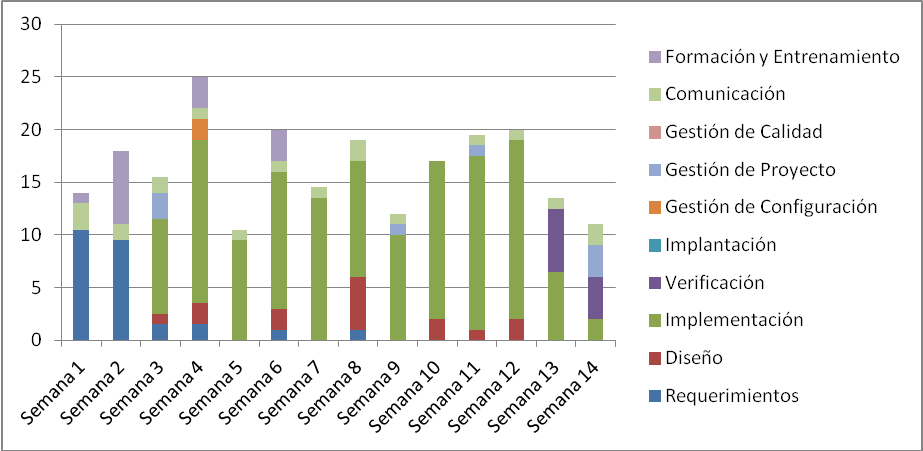 30
25
20
15
10
5
0
Semana 1
Semana 2
Semana 3
Semana 4
Semana 5
Semana 6
Semana 7
Semana 8
Semana 9
Semana 10
Semana 11
Semana 12
Semana 13
Semana 14
Formación y Entrenamiento
Comunicación
Gestión de Calidad
Gestión de Proyecto
Gestión de Configuración
Implantación
Verificación
Implementación
Diseño
Requerimientos